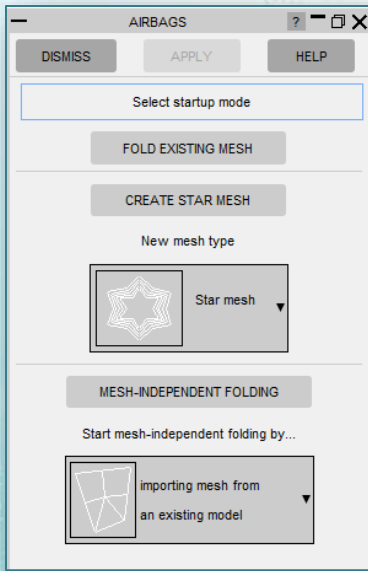 AIRBAGS ?
DISMISS APPLY HELP
Select startup mode
FOLD EXISTING MESH
CREATE STAR MESH
New mesh type
Star mesh
MESH-INDEPENDENT FOLDING
Start mesh-independent folding by...
importing mesh from
an existing model